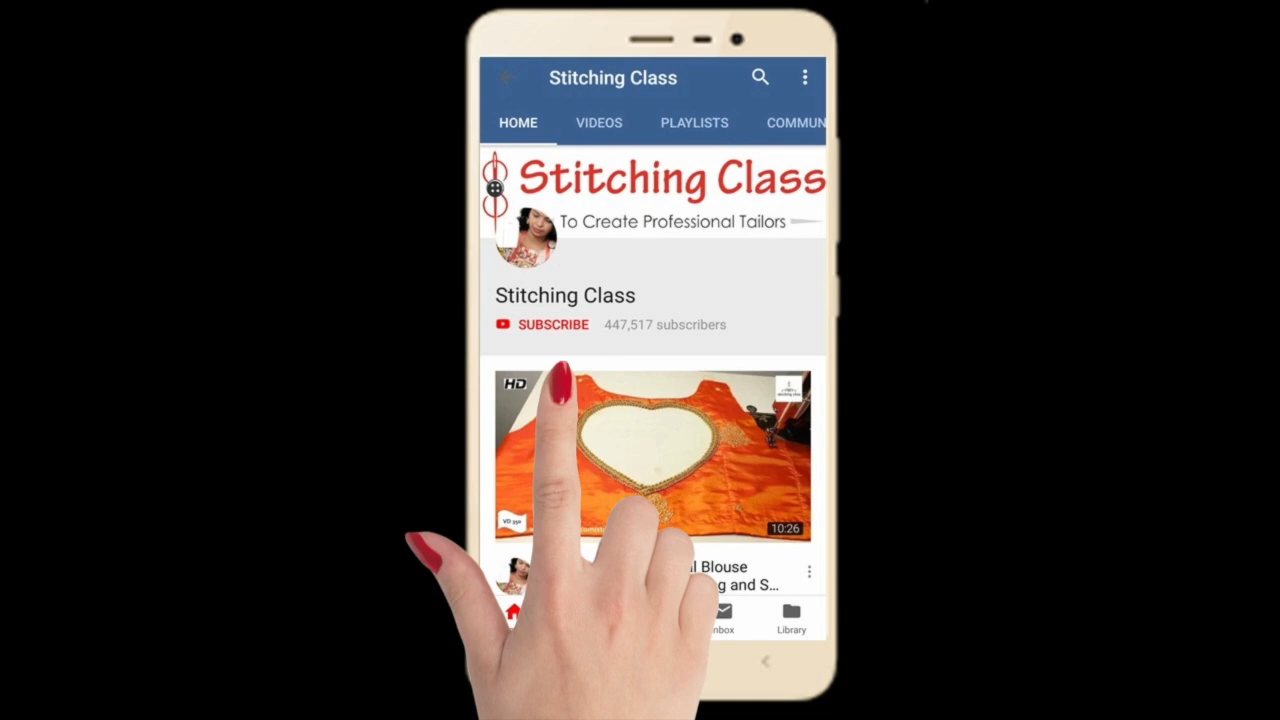 Stitching Class
HOME VIDEOS PLAYLISTS COMMUN
Stitching Class
To Create Professional Tailors
Stitching Class
SUBSCRIBE 447,517 subscribers
HD
10:26
l Blouse
g and S...
nbox Library